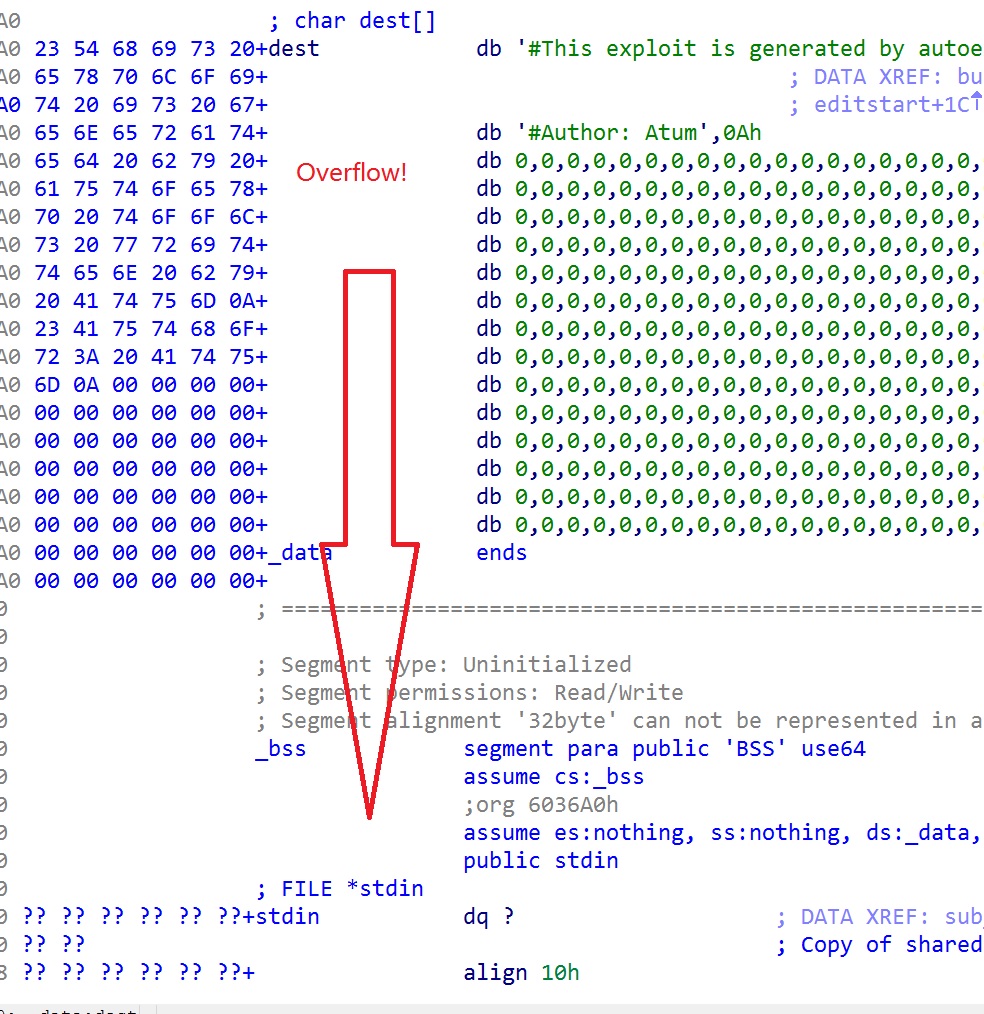 A0 ; char dest[]
A0 23 54 68 69 73 20+dest db '#This exploit is generated by autoe
A0 65 78 70 6C 6F 69+ ; DATA XREF: bu
A0 74 20 69 73 20 67+ ; editstart+1C↑
A0 65 6E 65 72 61 74+ db '#Author: Atum',0Ah
A0 65 64 20 62 79 20+ db 0,0,0,0,0,0,0,0,0,0,0,0,0,0,0,0,0,0,
A0 61 75 74 6F 65 78+ db 0,0,0,0,0,0,0,0,0,0,0,0,0,0,0,0,0,0,
Overflow!
A0 70 20 74 6F 6F 6C+ db 0,0,0,0,0,0,0,0,0,0,0,0,0,0,0,0,0,0,
A0 73 20 77 72 69 74+ db 0,0,0,0,0,0,0,0,0,0,0,0,0,0,0,0,0,0,
A0 74 65 6E 20 62 79+ db 0,0,0,0,0,0,0,0,0,0,0,0,0,0,0,0,0,0,
A0 20 41 74 75 6D 0A+ db 0,0,0,0,0,0,0,0,0,0,0,0,0,0,0,0,0,0,
A0 23 41 75 74 68 6F+ db 0,0,0,0,0,0,0,0,0,0,0,0,0,0,0,0,0,0,
A0 72 3A 20 41 74 75+ db 0,0,0,0,0,0,0,0,0,0,0,0,0,0,0,0,0,0,
A0 6D 0A 00 00 00 00+ db 0,0,0,0,0,0,0,0,0,0,0,0,0,0,0,0,0,0,
A0 00 00 00 00 00 00+ db 0,0,0,0,0,0,0,0,0,0,0,0,0,0,0,0,0,0,
A0 00 00 00 00 00 00+ db 0,0,0,0,0,0,0,0,0,0,0,0,0,0,0,0,0,0,
A0 00 00 00 00 00 00+ db 0,0,0,0,0,0,0,0,0,0,0,0,0,0,0,0,0,0,
A0 00 00 00 00 00 00+ db 0,0,0,0,0,0,0,0,0,0,0,0,0,0,0,0,0,0,
A0 00 00 00 00 00 00+ db 0,0,0,0,0,0,0,0,0,0,0,0,0,0,0,0,0,0,
A0 00 00 00 00 00 00+_data ends
A0 00 00 00 00 00 00+
0 ; ======================================================
0
0 ; Segment type: Uninitialized
0 ; Segment permissions: Read/Write
0 ; Segment alignment '32byte' can not be represented in a
0 _bss segment para public 'BSS' use64
0 assume cs:_bss
0 ;org 6036A0h
0 assume es:nothing, ss:nothing, ds:_data,
0 public stdin
0 ; FILE *stdin
0 ?? ?? ?? ?? ?? ??+stdin dq ? ; DATA XREF: sub
0 ?? ?? ; Copy of shared
8 ?? ?? ?? ?? ?? ??+ align 10h